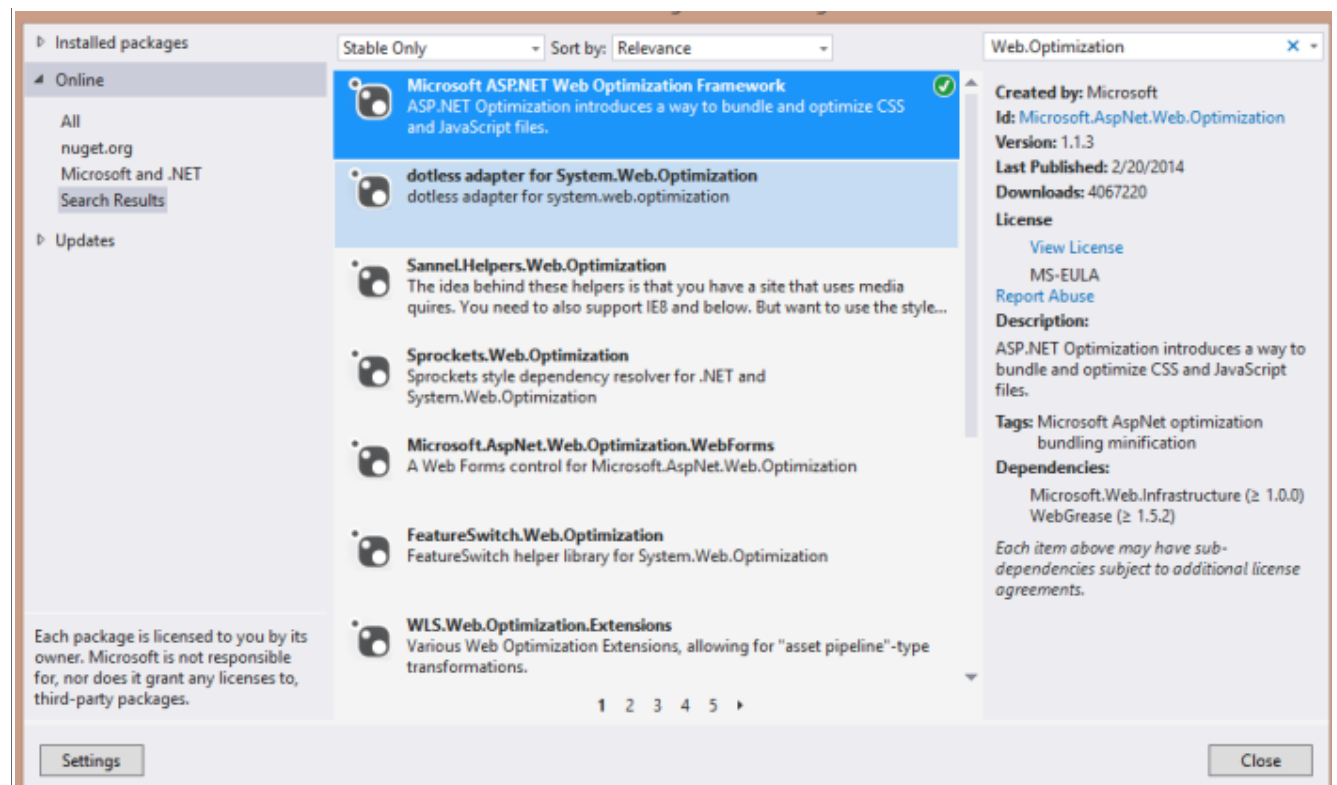 Installed packages
Online
All
nuget.org
Microsoft and .NET
Search Results
Updates
Each package is licensed to you by its
owner. Microsoft is not responsible
for, nor does it grant any licenses to,
third-party packages.
Stable Only
Sort by: Relevance
Microsoft ASP.NET Web Optimization Framework
ASP.NET Optimization introduces a way to bundle and optimize CSS
and JavaScript files.
dotless adapter for System.Web.Optimization
dotless adapter for system.web.optimization
Sannel.Helpers.Web.Optimization
The idea behind these helpers is that you have a site that uses media
quires. You need to also support IE8 and below. But want to use the style...
Sprockets.Web.Optimization
Sprockets style dependency resolver for .NET and
System.Web.Optimization
Microsoft.AspNet.Web.Optimization.WebForms
A Web Forms control for Microsoft.AspNet.Web.Optimization
FeatureSwitch.Web.Optimization
FeatureSwitch helper library for System.Web.Optimization
WLS.Web.Optimization.Extensions
Various Web Optimization Extensions, allowing for "asset pipeline"-type
transformations.
1 2 3 4 5
Web.Optimization
Created by: Microsoft
Id: Microsoft.AspNet.Web.Optimization
Version: 1.1.3
Last Published: 2/20/2014
Downloads: 4067220
License
View License
MS-EULA
Report Abuse
Description:
ASP.NET Optimization introduces a way to
bundle and optimize CSS and JavaScript
files.
Tags: Microsoft AspNet optimization
bundling minification
Dependencies:
Microsoft.Web.Infrastructure (≥ 1.0.0)
WebGrease (≥ 1.5.2)
Each item above may have sub-
dependencies subject to additional license
agreements.
Settings
Close